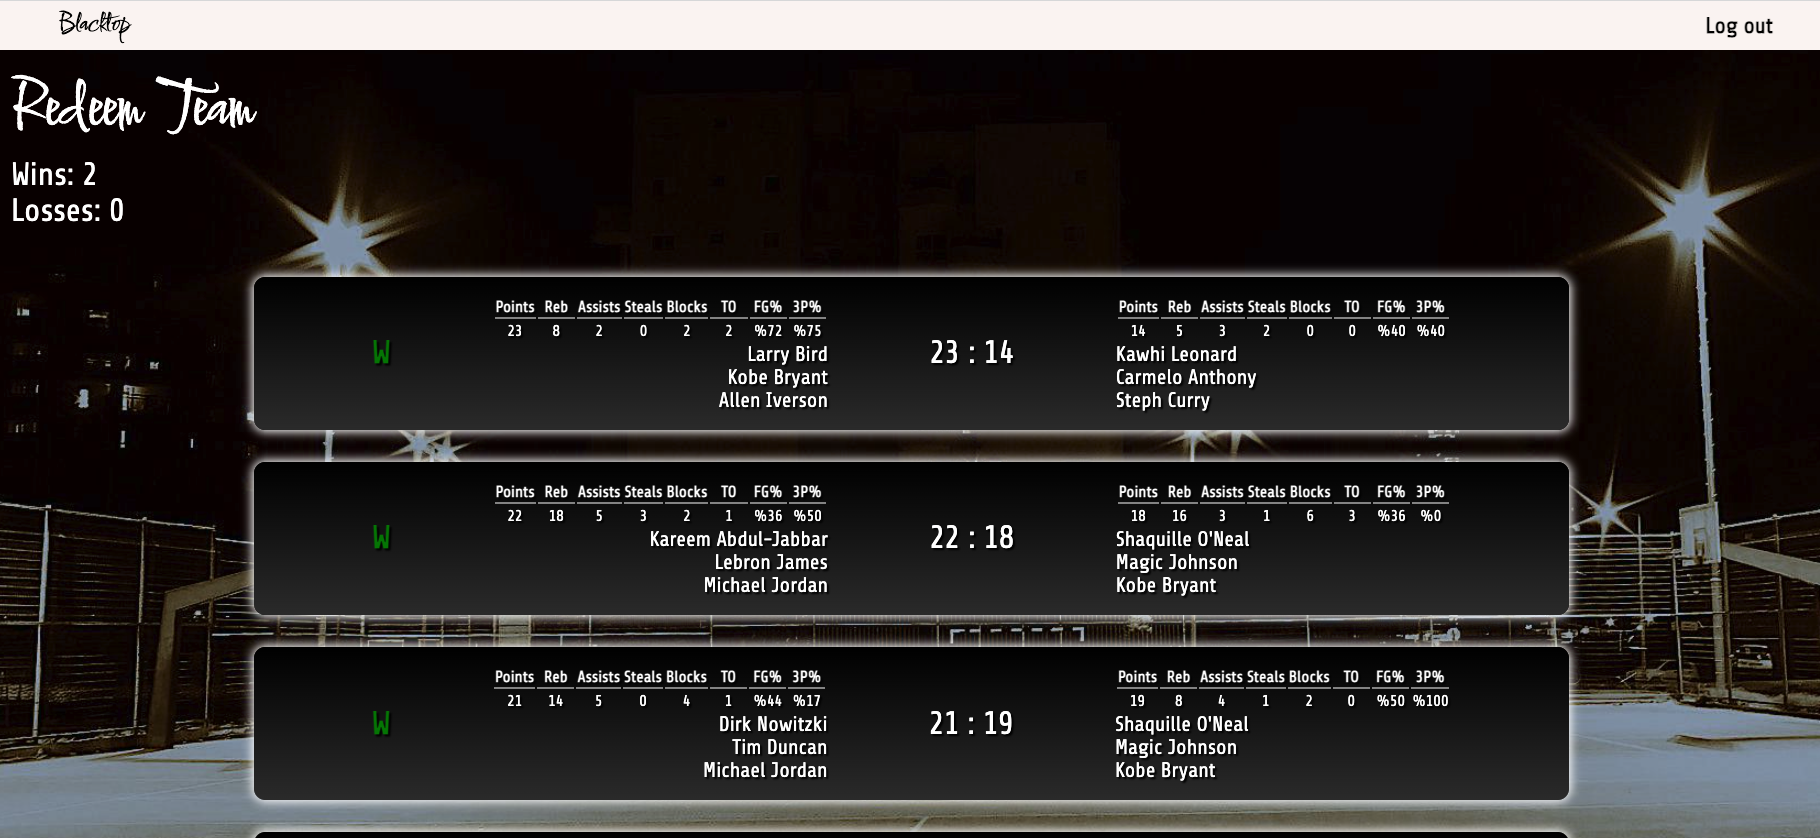 Blacktop
Log out
Redeem Team
Wins: 2
Losses: 0
Points Reb Assists Steals Blocks TO FG% 3P%
23 8 2 0 2 2 %72 %75
Larry Bird
Kobe Bryant
Allen Iverson
W
23 : 14
Points Reb Assists Steals Blocks TO FG% 3P%
14 5 3 2 0 0 %40 %40
Kawhi Leonard
Carmelo Anthony
Steph Curry
Points Reb Assists Steals Blocks TO FG% 3P%
22 18 5 3 2 1 %36 %50
Kareem Abdul-Jabbar
Lebron James
Michael Jordan
W
22 : 18
Points Reb Assists Steals Blocks TO FG% 3P%
18 16 3 1 6 3 %36 %0
Shaquille O'Neal
Magic Johnson
Kobe Bryant
Points Reb Assists Steals Blocks TO FG% 3P%
21 14 5 0 4 1 %44 %17
Dirk Nowitzki
Tim Duncan
Michael Jordan
W
21 : 19
Points Reb Assists Steals Blocks TO FG% 3P%
19 8 4 1 2 0 %50 %100
Shaquille O'Neal
Magic Johnson
Kobe Bryant